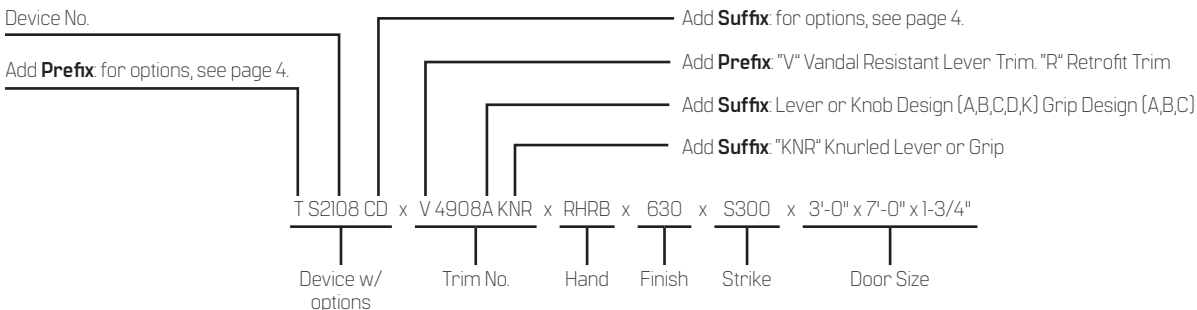 Device No.
Add Suffix: for options, see page 4.
Add Prefix: for options, see page 4.
Add Prefix: "V" Vandal Resistant Lever Trim. "R" Retrofit Trim
Add Suffix: Lever or Knob Design (A,B,C,D,K) Grip Design (A,B,C)
Add Suffix: "KNR" Knurled Lever or Grip
T S2108 CD x V 4908A KNR x RHRB x 630 x S300 x 3'-0" x 7'-0" x 1-3/4"
Device w/ options
Trim No.
Hand
Finish
Strike
Door Size